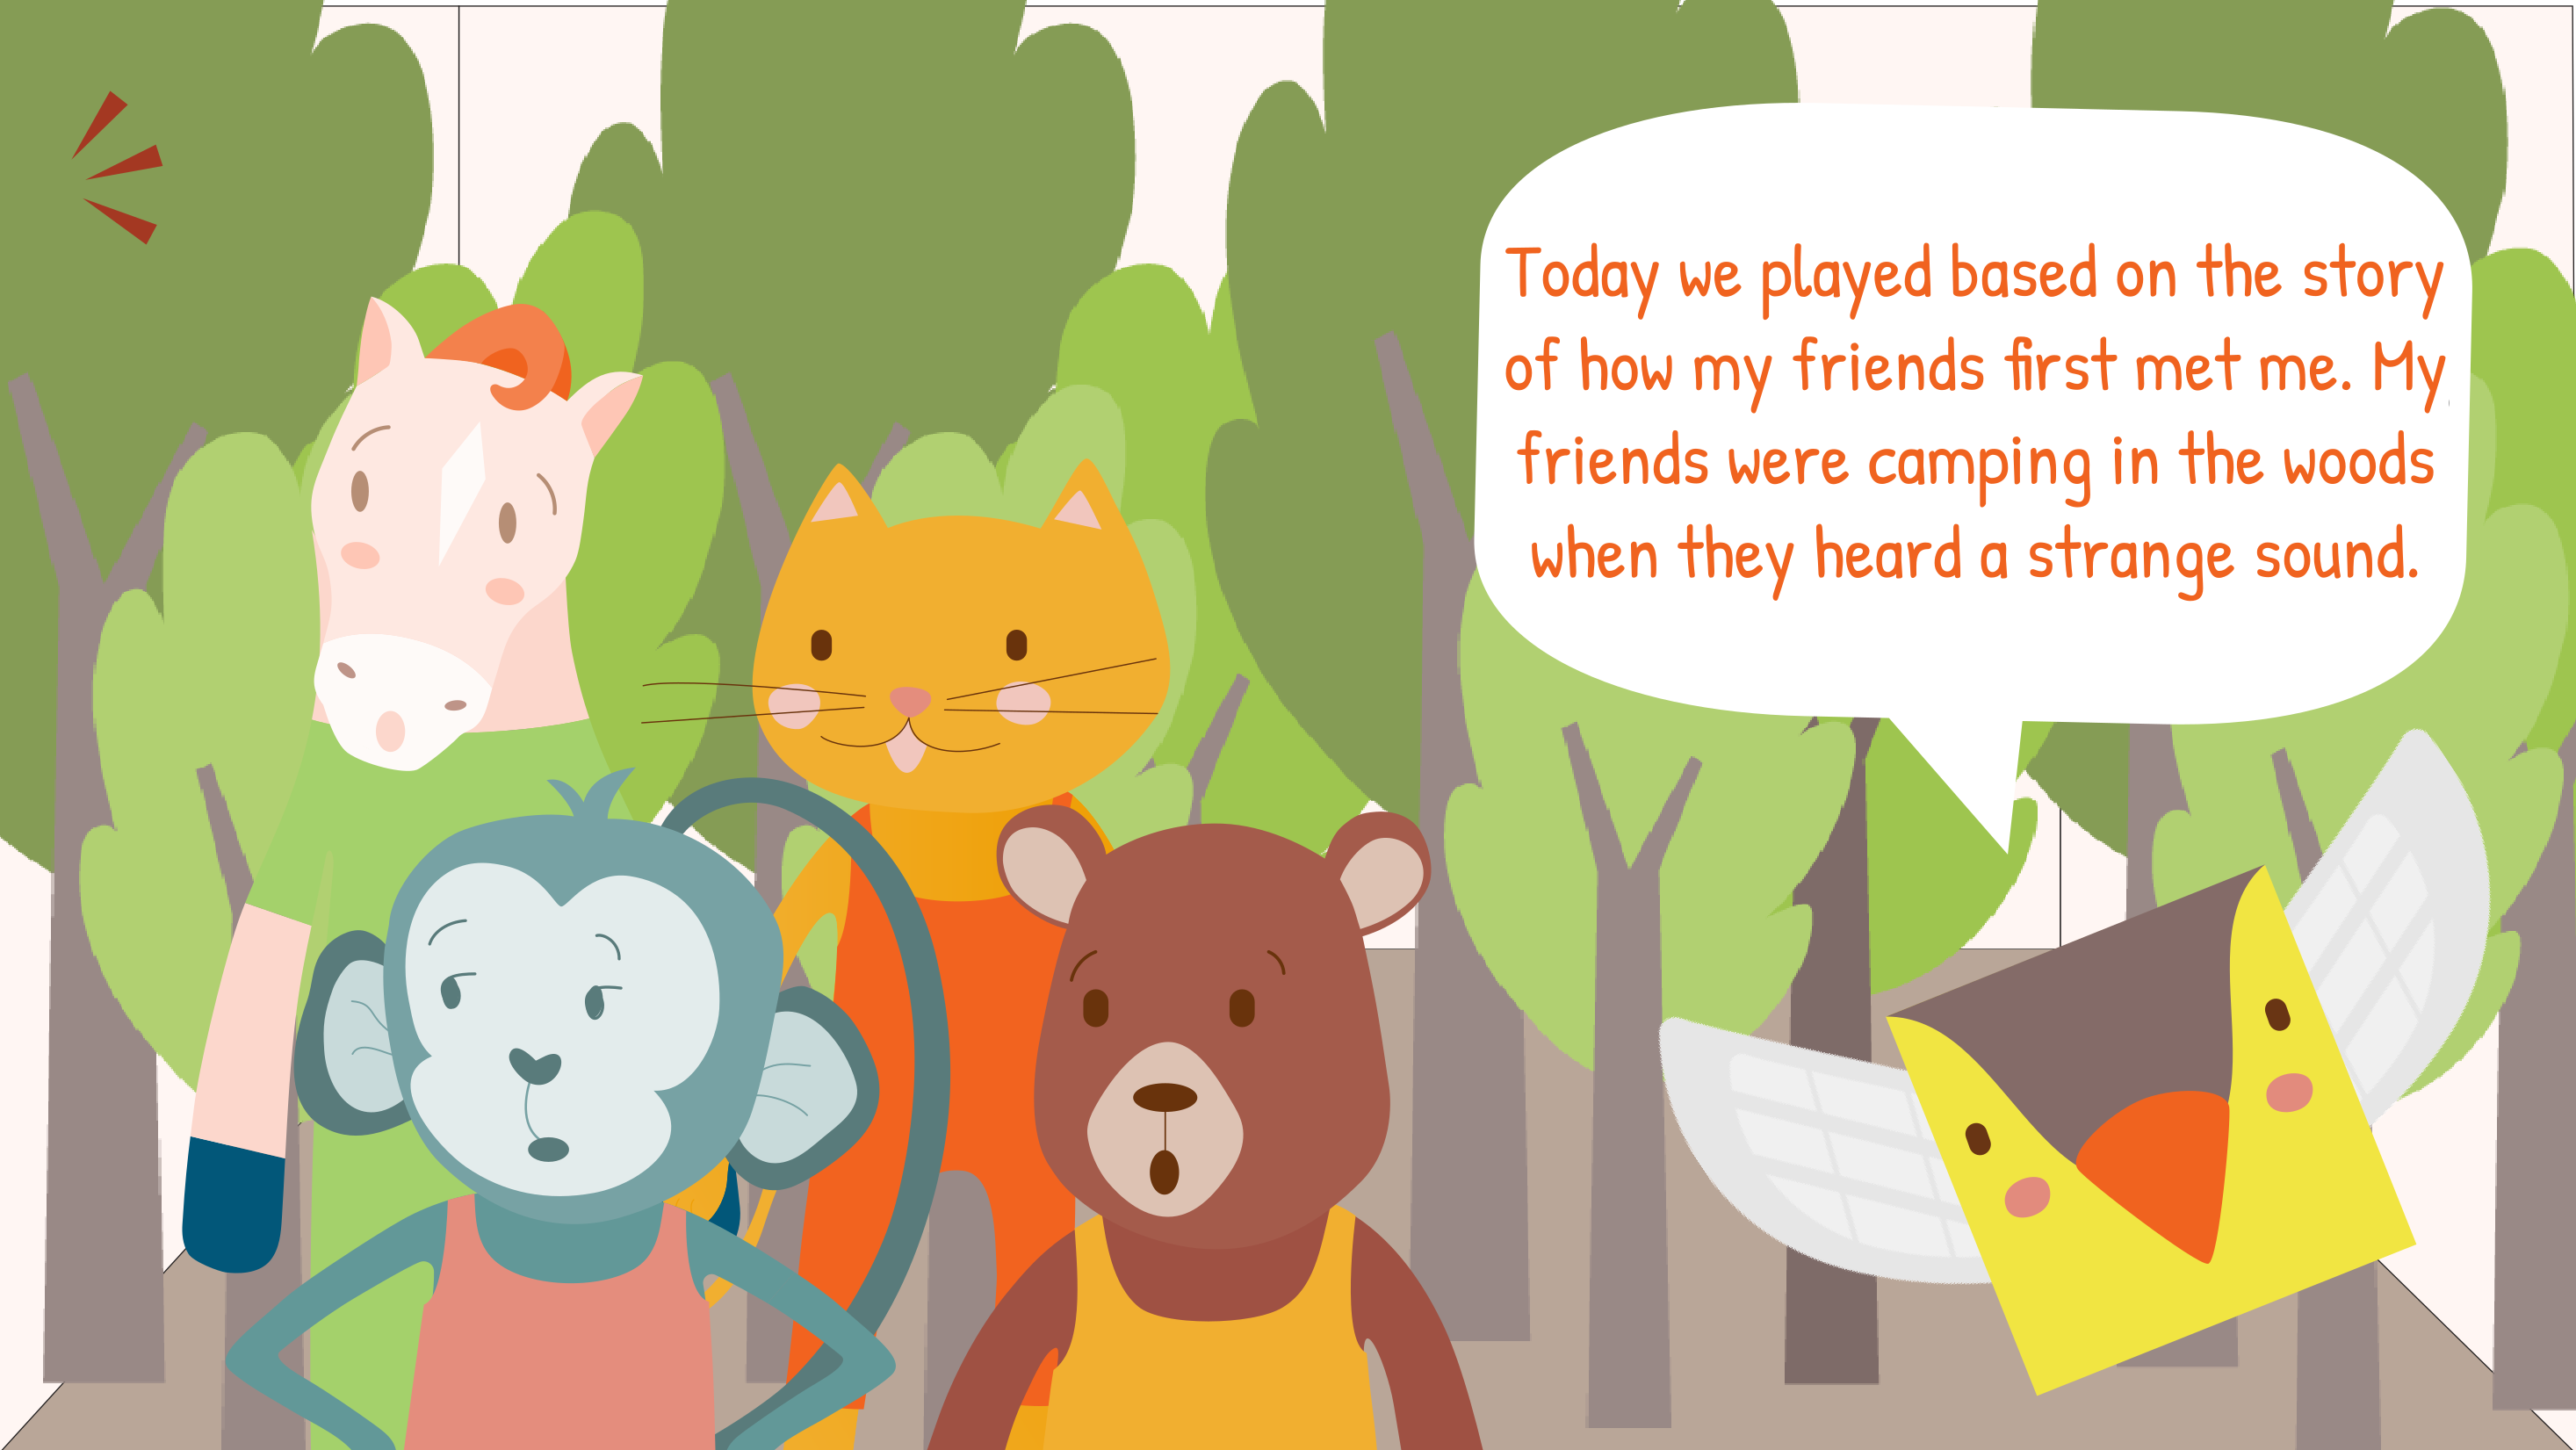 Today we played based on the story
of how my friends first met me. My
friends were camping in the woods
when they heard a strange sound.